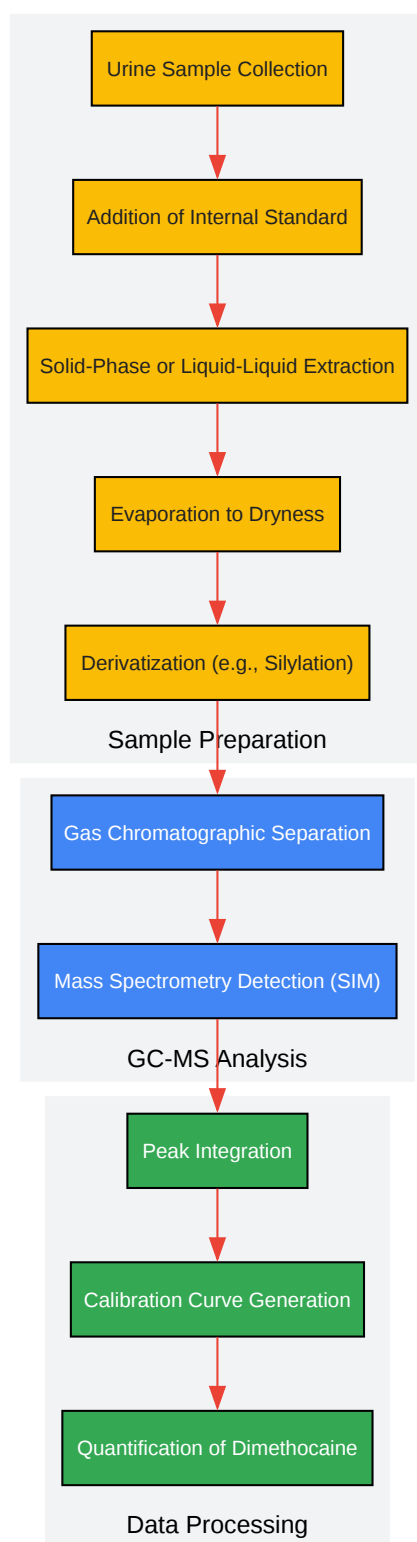 Urine Sample Collection
Addition of Internal Standard
Solid-Phase or Liquid-Liquid Extraction
Evaporation to Dryness
Derivatization (e.g., Silylation)
Sample Preparation
Gas Chromatographic Separation
Mass Spectrometry Detection (SIM)
GC-MS Analysis
Peak Integration
Calibration Curve Generation
Quantification of Dimethocaine
Data Processing